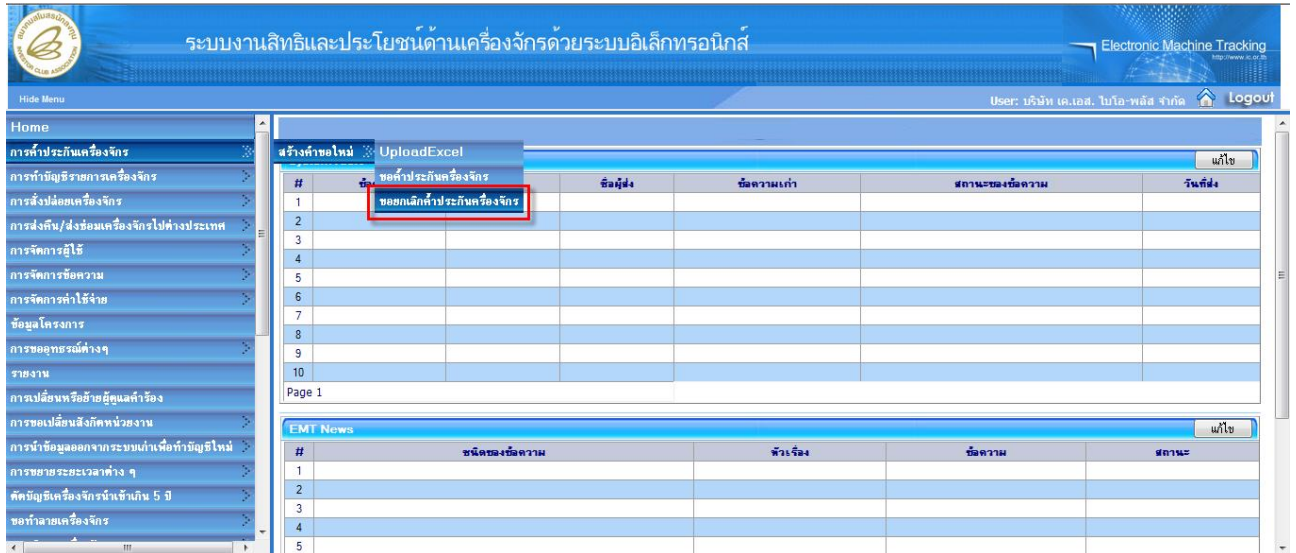 สมาคมสโมสรนักลงทุน
INVESTOR CLUB ASSOCIATION
ระบบงานสิทธิและประโยชน์ด้านเครื่องจักรด้วยระบบอิเล็กทรอนิกส์
Electronic Machine Tracking
http://www.ic.or.th
Hide Menu
User: บริษัท เค.เอส. ไบโอ-พลัส จำกัด
Logout
Home
การค้ำประกันเครื่องจักร
การทำบัญชีรายการเครื่องจักร
การสั่งปล่อยเครื่องจักร
การส่งคืน/ส่งซ่อมเครื่องจักรไปต่างประเทศ
การจัดการผู้ใช้
การจัดการข้อความ
การจัดการค่าใช้จ่าย
ข้อมูลโครงการ
การขออุทธรณ์ต่างๆ
รายงาน
การเปลี่ยนหรือย้ายผู้ดูแลคำร้อง
การขอเปลี่ยนสังกัดหน่วยงาน
การนำข้อมูลออกจากระบบเก่าเพื่อทำบัญชีใหม่
การขยายระยะเวลาต่าง ๆ
ตัดบัญชีเครื่องจักรนำเข้าเกิน 5 ปี
ขอทำลายเครื่องจักร
สร้างคำขอใหม่
UploadExcel
ขอค้ำประกันเครื่องจักร
ขอยกเลิกค้ำประกันเครื่องจักร
แก้ไข
# ชื่อผู้ส่ง ข้อความเก่า สถานะของข้อความ วันที่ส่ง
1
2
3
4
5
6
7
8
9
10
Page 1
EMT News
แก้ไข
# ชนิดของข้อความ หัวเรื่อง ข้อความ สถานะ
1
2
3
4
5